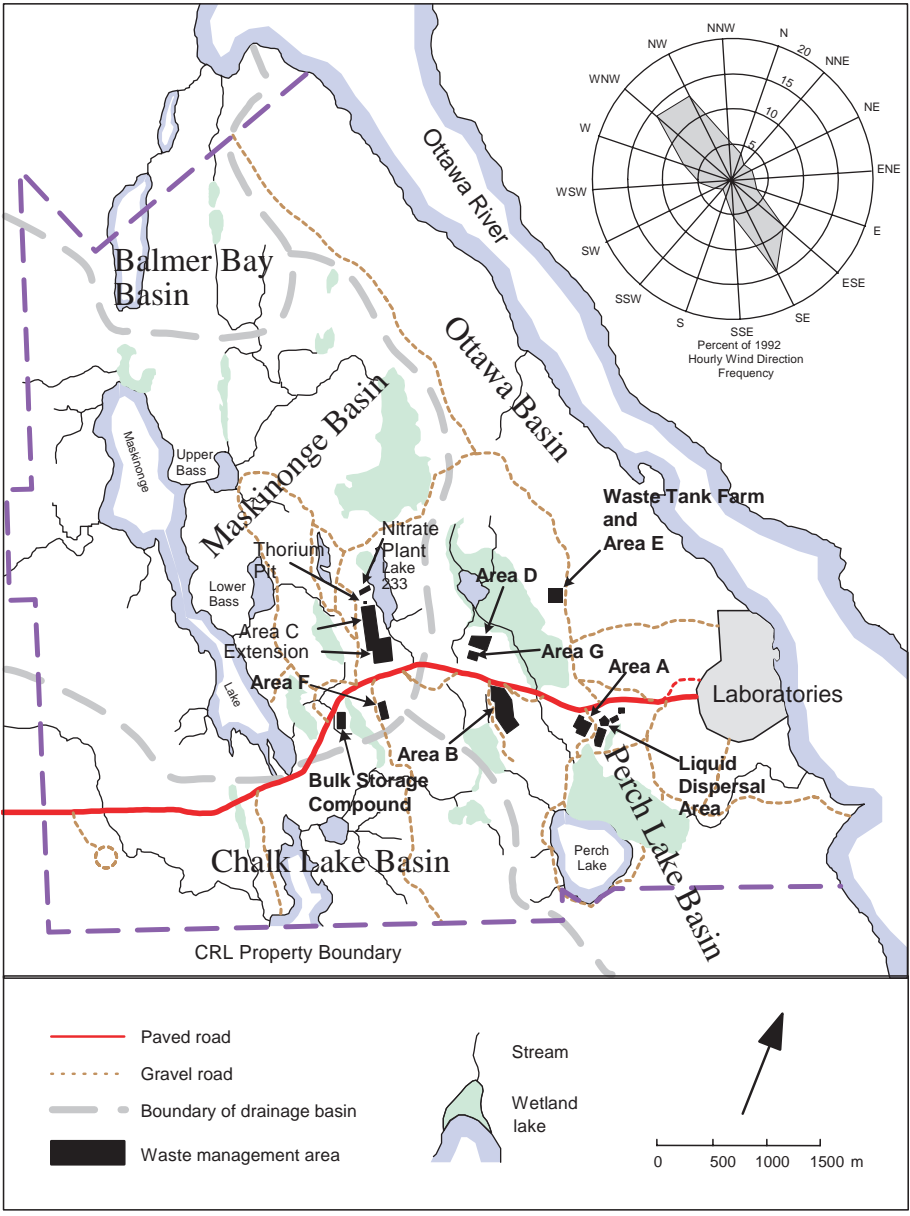 NNW
N
20
NW
NNE
15
WNW
NE
10
W
5
ENE
WSW
E
SW
ESE
SSW
SE
S
SSE
Percent of 1992
Hourly Wind Direction
Frequency
Ottawa River
Balmer Bay
Basin
Ottawa Basin
Maskinonge Basin
Maskinonge
Upper
Bass
Waste Tank Farm
and
Area E
Nitrate
Plant
Lake
233
Thorium
Pit
Area D
Lower
Bass
Area C
Extension
Area G
Area A
Lake
Area F
Laboratories
Area B
Liquid
Dispersal
Area
Bulk Storage
Compound
Perch Lake Basin
Perch
Lake
Chalk Lake Basin
CRL Property Boundary
Paved road
Gravel road
Boundary of drainage basin
Waste management area
Stream
Wetland
lake
0 500 1000 1500 m